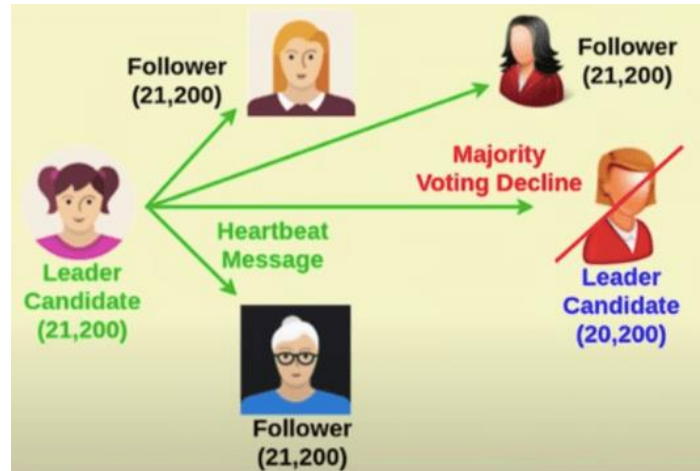 Follower
(21,200)
Follower
(21,200)
Majority
Voting Decline
Heartbeat
Message
Leader
Candidate
(21,200)
Leader
Candidate
(20,200)
Follower
(21,200)